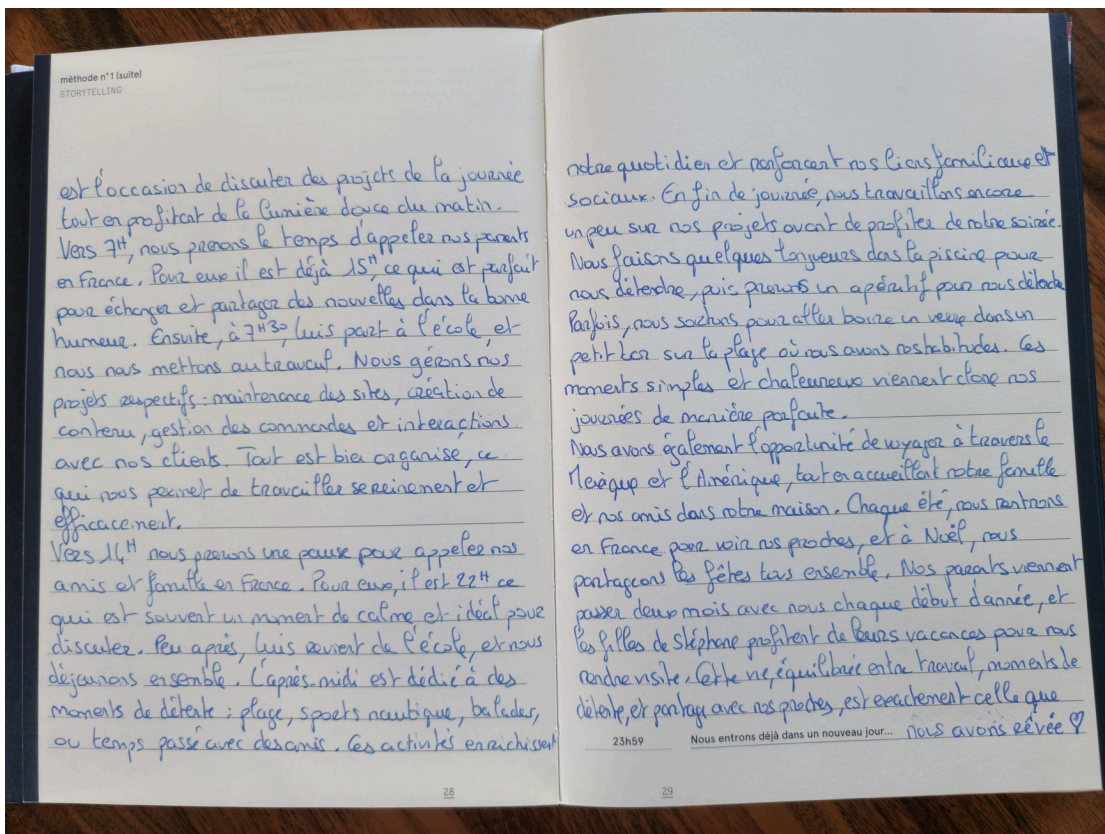 méthode n°1 (suite)
STORYTELLING
est l'occasion de discuter des projets de la journée
tout en profitant de la lumière douce du matin.
Vers 7H, nous prenons le temps d'appeler nos parents
en France. Pour eux il est déjà 15H, ce qui est parfait
pour échanger et partager des nouvelles dans la bonne
humeur. Ensuite, à 7H30, Luis part à l'école, et
nous nous mettons au travail. Nous gérons nos
projets respectifs : maintenance des sites, création de
contenu, gestion des commandes et interactions
avec nos clients. Tout est bien organisé, ce
qui nous permet de travailler sereinement et
efficacement.
Vers 14H nous prenons une pause pour appeler nos
amis et famille en France. Pour eux, il est 22H ce
qui est souvent un moment de calme et idéal pour
discuter. Peu après, Luis revient de l'école, et nous
déjeunons ensemble. L'après-midi est dédié à des
moments de détente : plage, sports nautique, balades,
ou temps passé avec des amis. Ces activités enrichissent
28
notre quotidien et renforcent nos liens familiaux et
sociaux. En fin de journée, nous travaillons encore
un peu sur nos projets avant de profiter de notre soirée.
Nous faisons quelques longueurs dans la piscine pour
nous détendre, puis prenons un apéritif pour nous détendre
Parfois, nous sortons pour aller boire un verre dans un
petit bar sur la plage où nous avons nos habitudes. Ces
moments simples et chaleureux viennent clore nos
journées de manière parfaite.
Nous avons également l'opportunité de voyager à travers le
Mexique et l'Amérique, tout en accueillant notre famille
et nos amis dans notre maison. Chaque été, nous rentrons
en France pour voir nos proches, et à Noël, nous
partageons les fêtes tous ensemble. Nos parents viennent
passer deux mois avec nous chaque début d'année, et
les filles de Stéphane profitent de leurs vacances pour nous
rendre visite. Cette vie, équilibrée entre travail, moments de
détente, et partage avec nos proches, est exactement celle que
23h59 Nous entrons déjà dans un nouveau jour... nous avons rêvée ♡
29